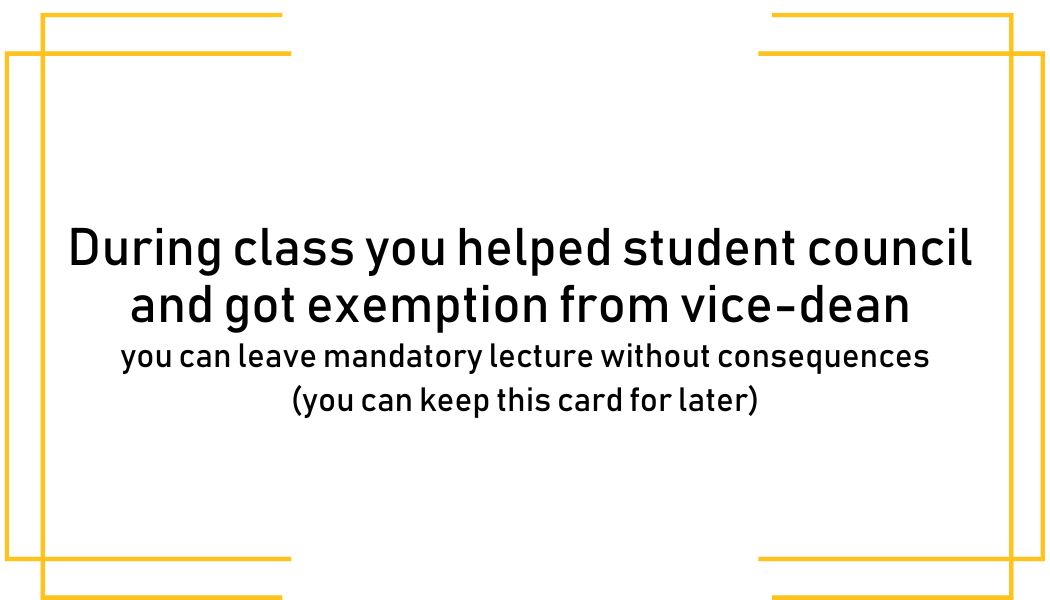 During class you helped student council
and got exemption from vice-dean
you can leave mandatory lecture without consequences
(you can keep this card for later)